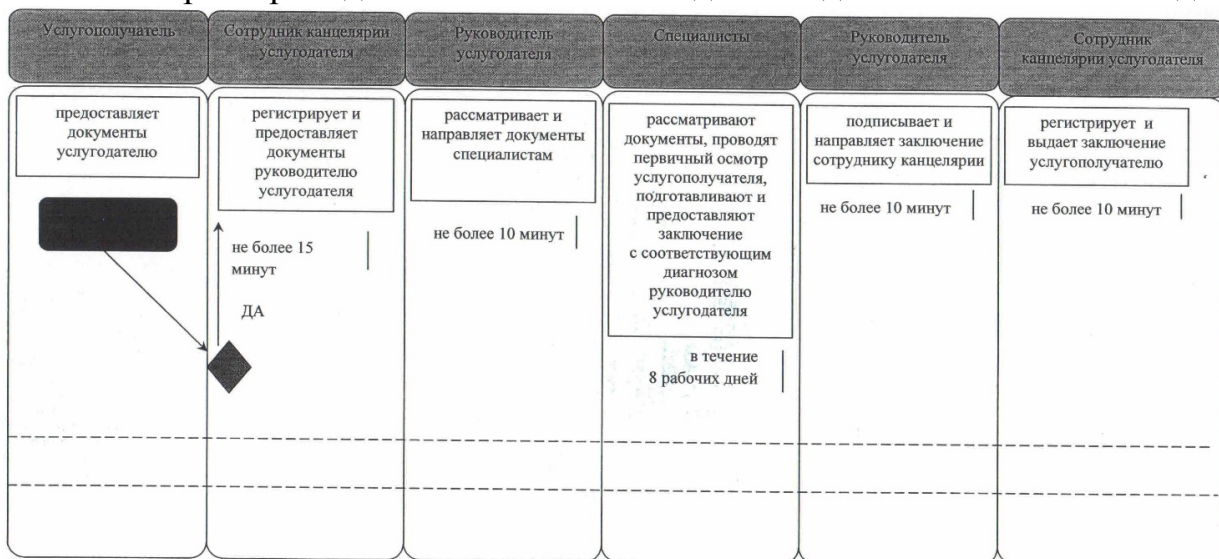 Услугополучатель
Сотрудник канцелярии
услугодателя
Руководитель
услугодателя
Специалисты
Руководитель
услугодателя
Сотрудник
канцелярии услугодателя
предоставляет
документы
услугодателю
регистрирует и
предоставляет
документы
руководителю
услугодателя
не более 15
минут
ДА
рассматривает и
направляет документы
специалистам
не более 10 минут
рассматривают
документы, проводят
первичный осмотр
услугополучателя,
подготавливают и
предоставляют
заключение
с соответствующим
диагнозом
руководителю
услугодателя
в течение
8 рабочих дней
подписывает и
направляет заключение
сотруднику канцелярии
не более 10 минут
регистрирует и
выдает заключение
услугополучателю
не более 10 минут